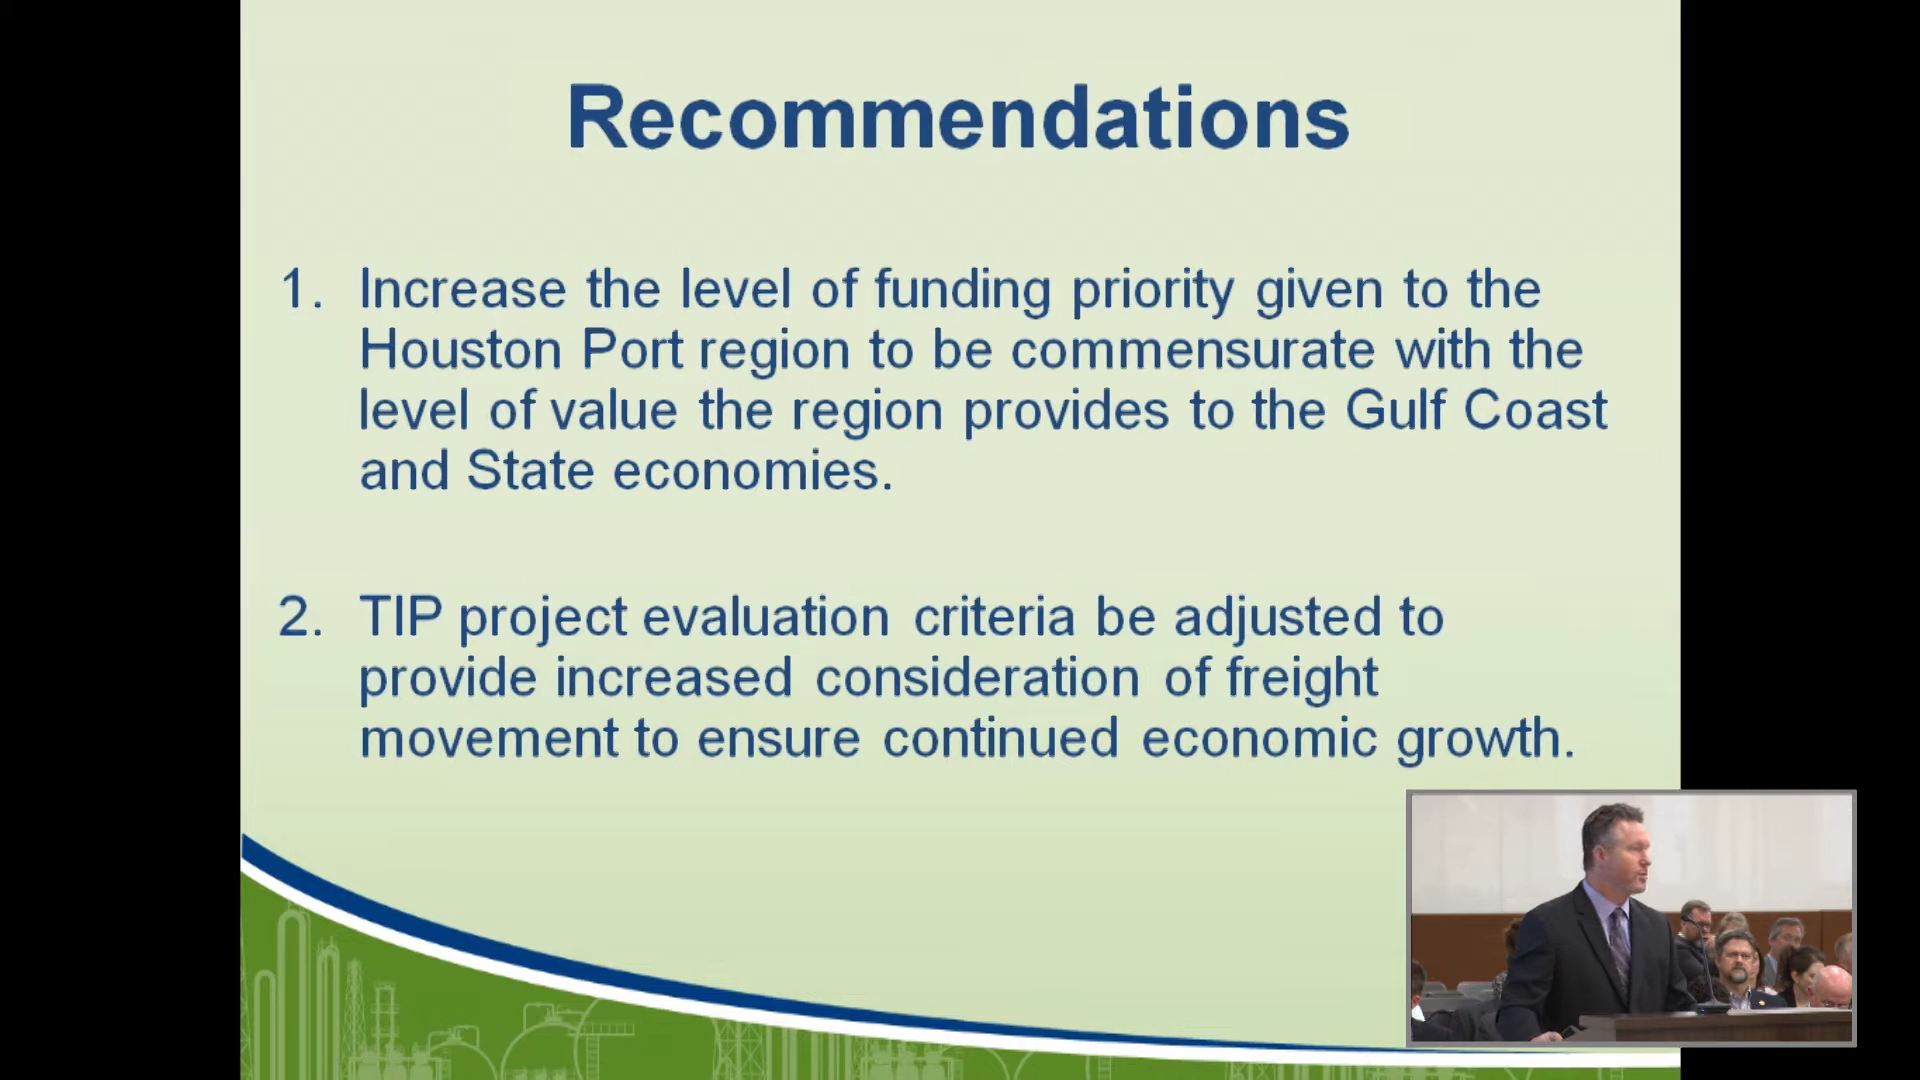 Recommendations
1. Increase the level of funding priority given to the
Houston Port region to be commensurate with the
level of value the region provides to the Gulf Coast
and State economies.
2. TIP project evaluation criteria be adjusted to
provide increased consideration of freight
movement to ensure continued economic growth.